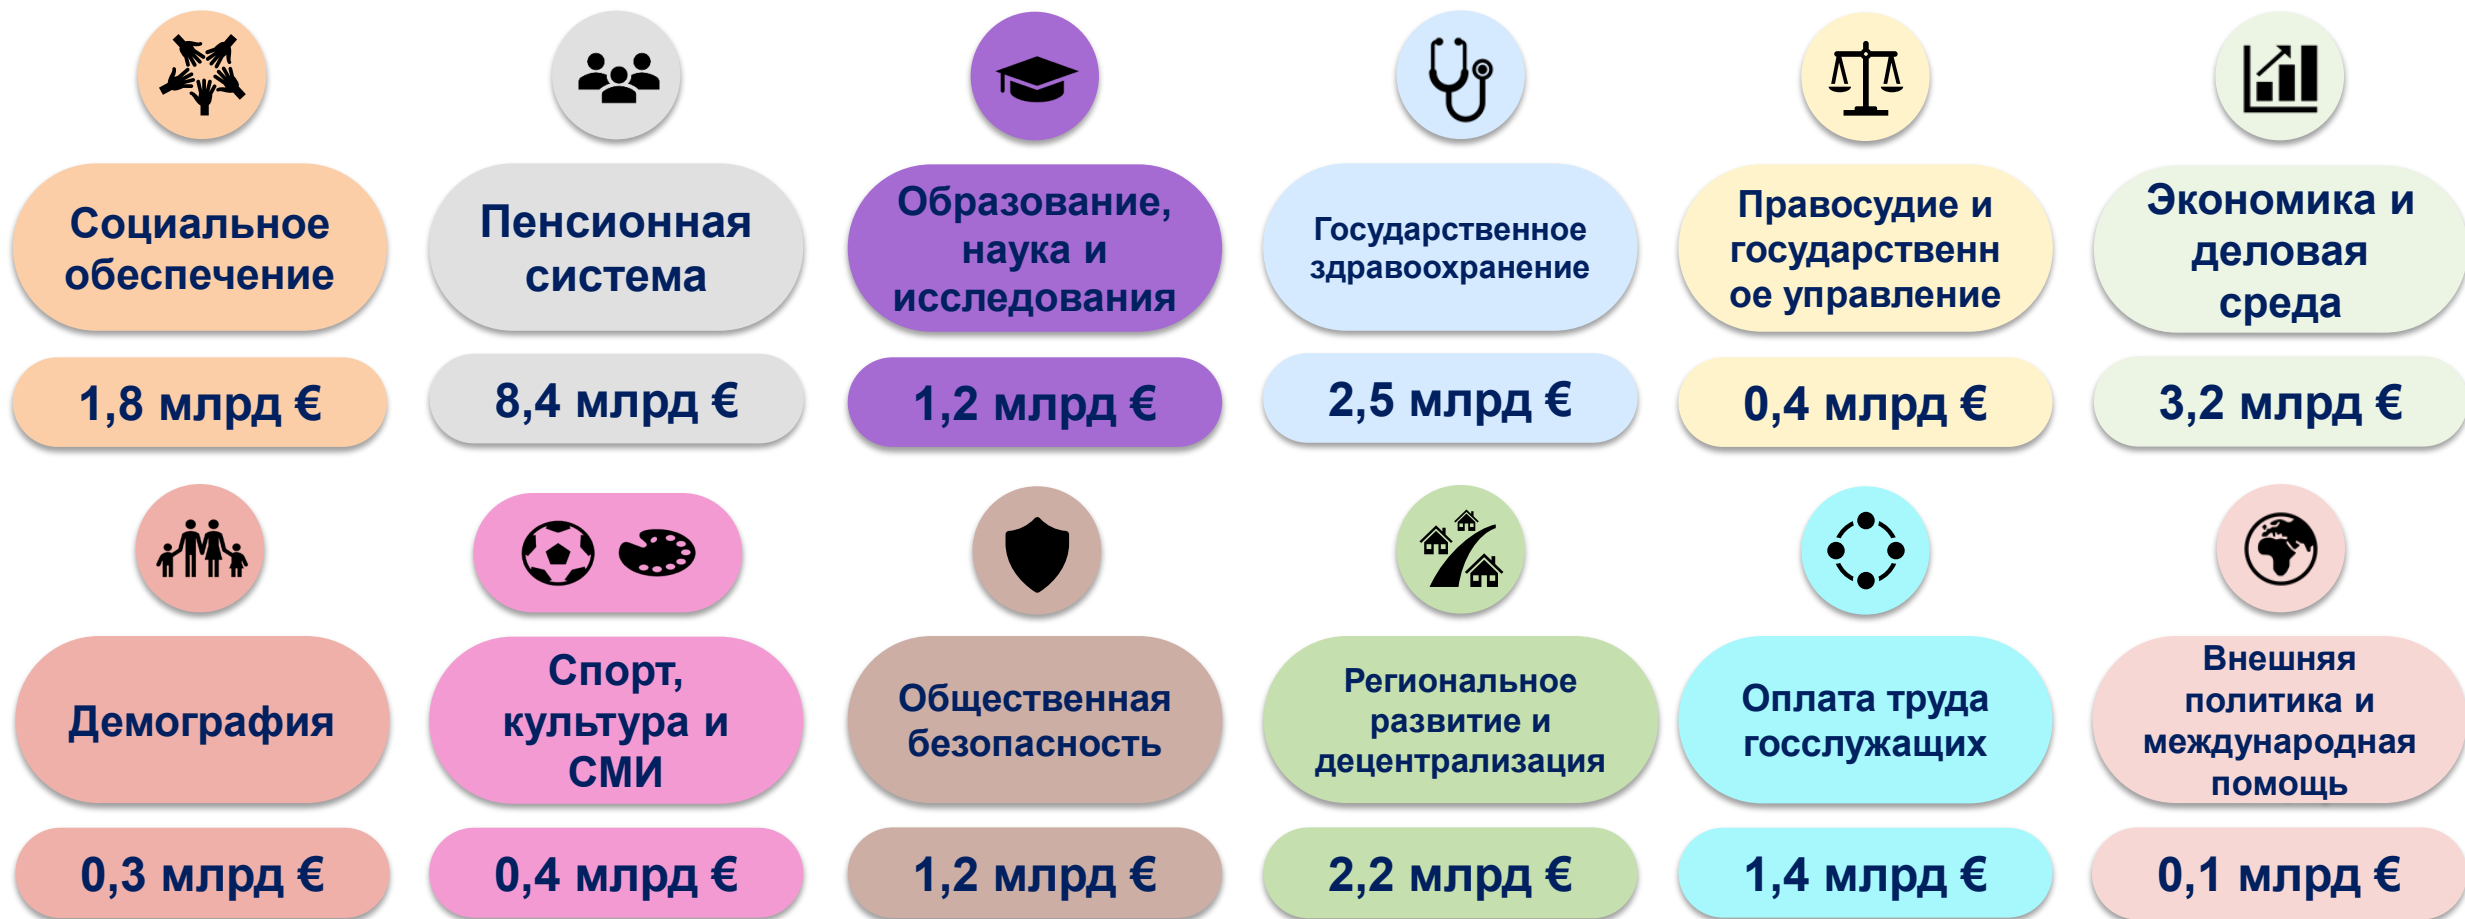 Социальное
обеспечение
1,8 млрд €
Пенсионная
система
8,4 млрд €
Образование,
наука и
исследования
1,2 млрд €
Государственное
здравоохранение
2,5 млрд €
Правосудие и
государственн
ое управление
0,4 млрд €
Экономика и
деловая
среда
3,2 млрд €
Демография
0,3 млрд €
Спорт,
культура и
СМИ
0,4 млрд €
Общественная
безопасность
1,2 млрд €
Региональное
развитие и
децентрализация
2,2 млрд €
Оплата труда
госслужащих
1,4 млрд €
Внешняя
политика и
международная
помощь
0,1 млрд €